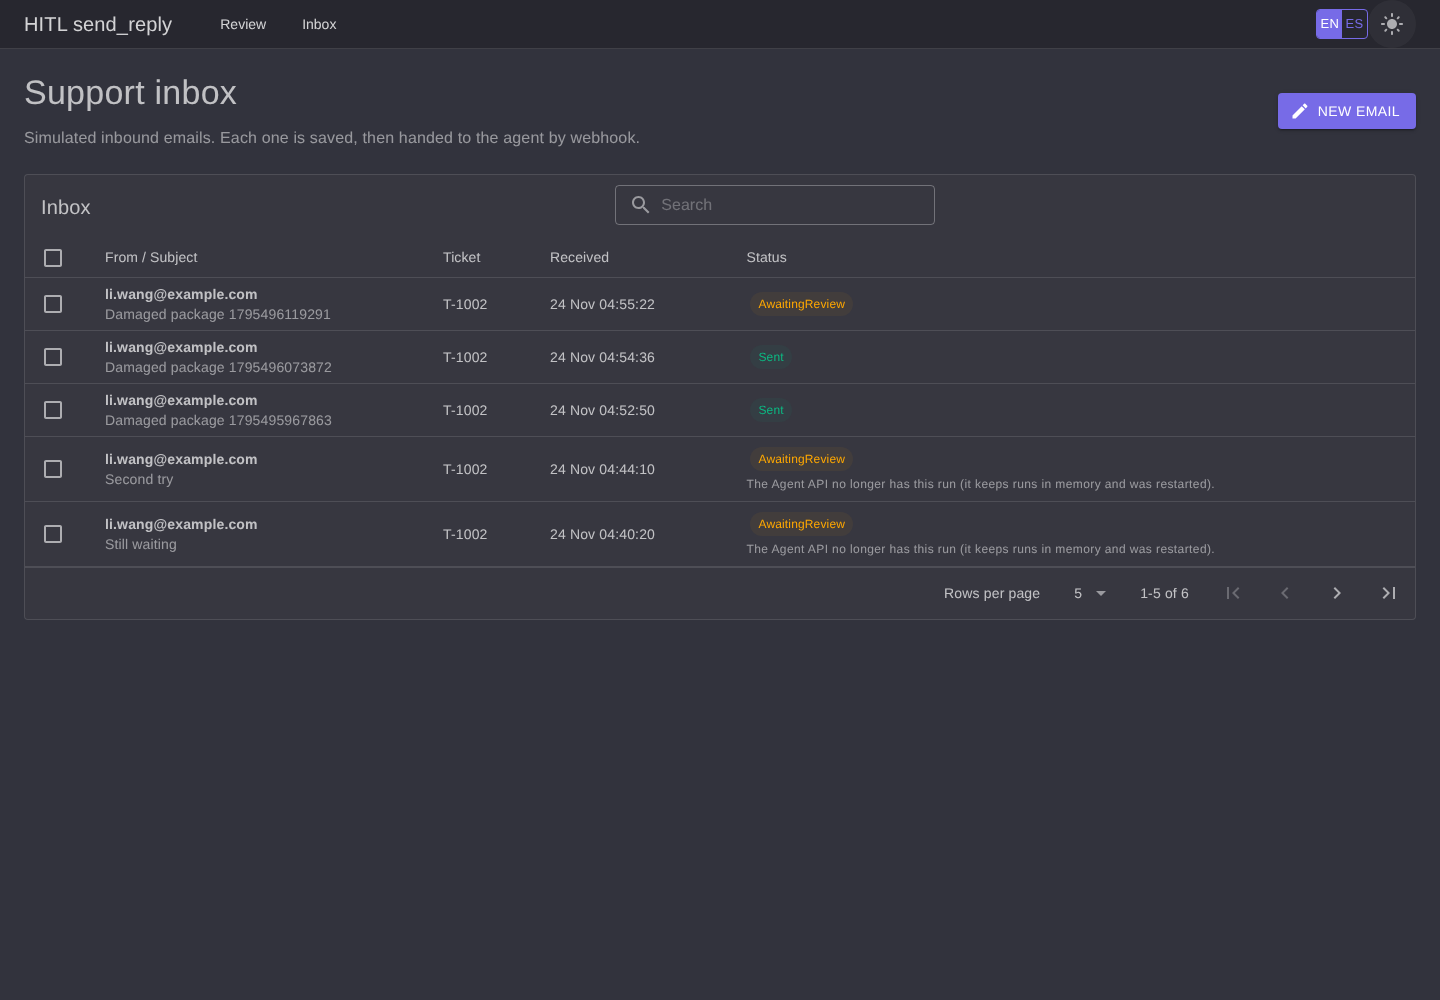 HITL send_reply
Review
Inbox
EN
ES
Support inbox
NEW EMAIL
Simulated inbound emails. Each one is saved, then handed to the agent by webhook.
Inbox
Search
From / Subject
Ticket
Received
Status
li.wang@example.com
Damaged package 1795496119291
T-1002
24 Nov 04:55:22
AwaitingReview
li.wang@example.com
Damaged package 1795496073872
T-1002
24 Nov 04:54:36
Sent
li.wang@example.com
Damaged package 1795495967863
T-1002
24 Nov 04:52:50
Sent
li.wang@example.com
Second try
T-1002
24 Nov 04:44:10
AwaitingReview
The Agent API no longer has this run (it keeps runs in memory and was restarted).
li.wang@example.com
Still waiting
T-1002
24 Nov 04:40:20
AwaitingReview
The Agent API no longer has this run (it keeps runs in memory and was restarted).
Rows per page
5
1-5 of 6